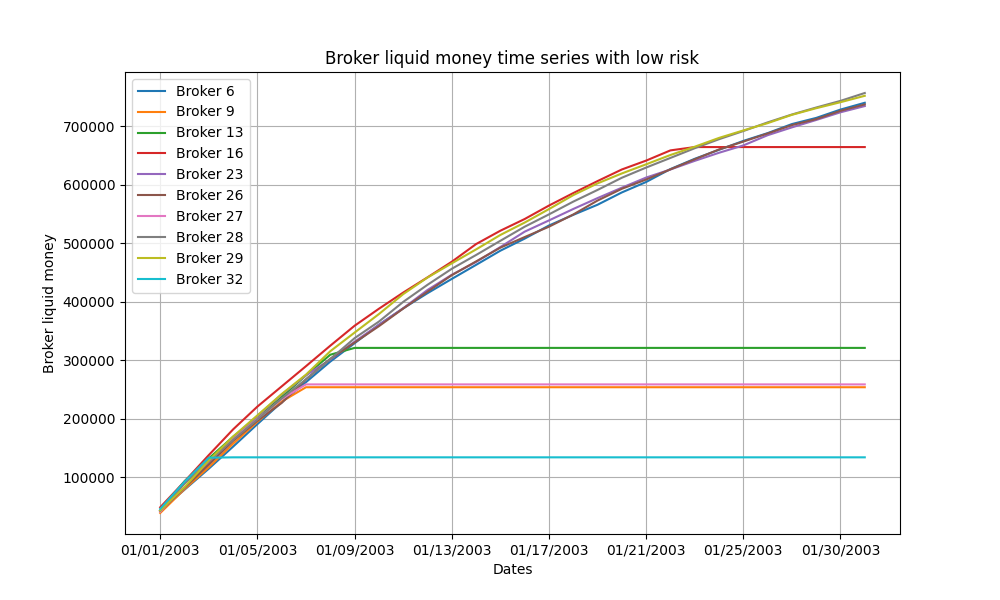 Broker liquid money time series with low risk
Broker liquid money
700000
600000
500000
400000
300000
200000
100000
Broker 6
Broker 9
Broker 13
Broker 16
Broker 23
Broker 26
Broker 27
Broker 28
Broker 29
Broker 32
01/01/2003 01/05/2003 01/09/2003 01/13/2003 01/17/2003 01/21/2003 01/25/2003 01/30/2003
Dates